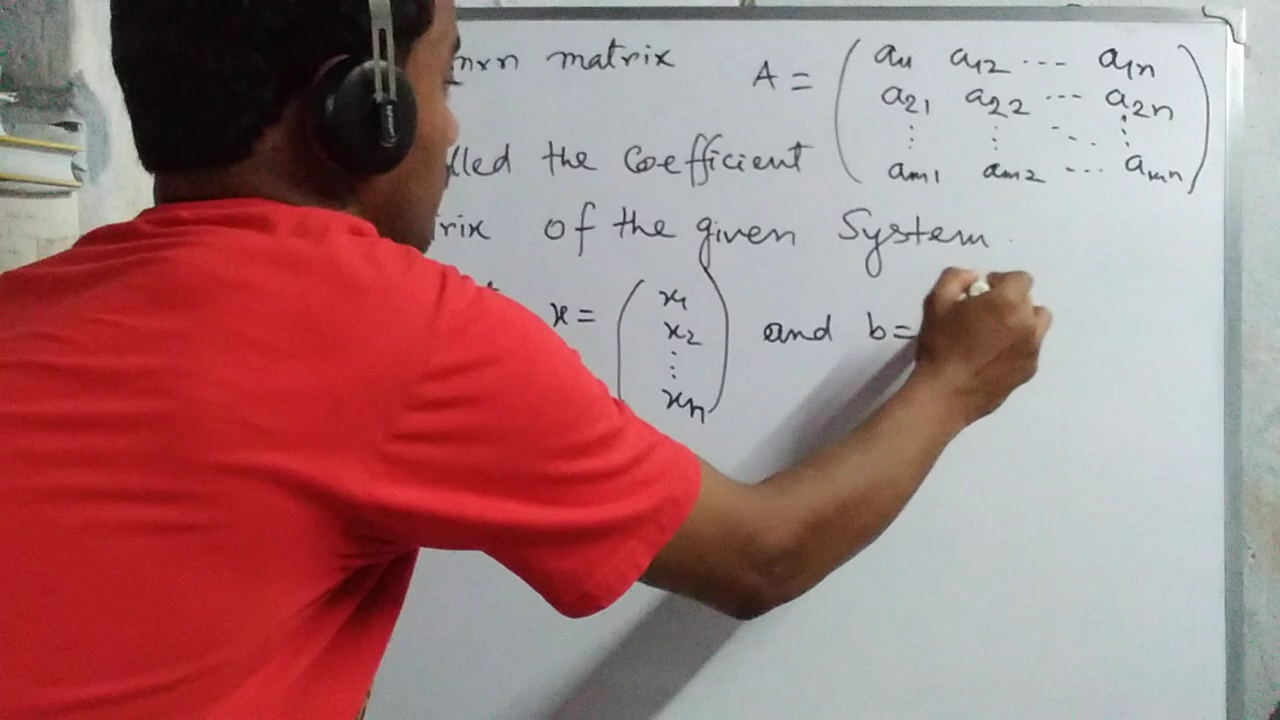 mxn matrix A = ( a11 a12 ... a1n
a21 a22 ... a2n
⋮ ⋮ ⋱ ⋮
lled the Coefficient am1 am2 ... amn )
rix of the given System.
x = ( x1
x2 and b =
⋮
xn )